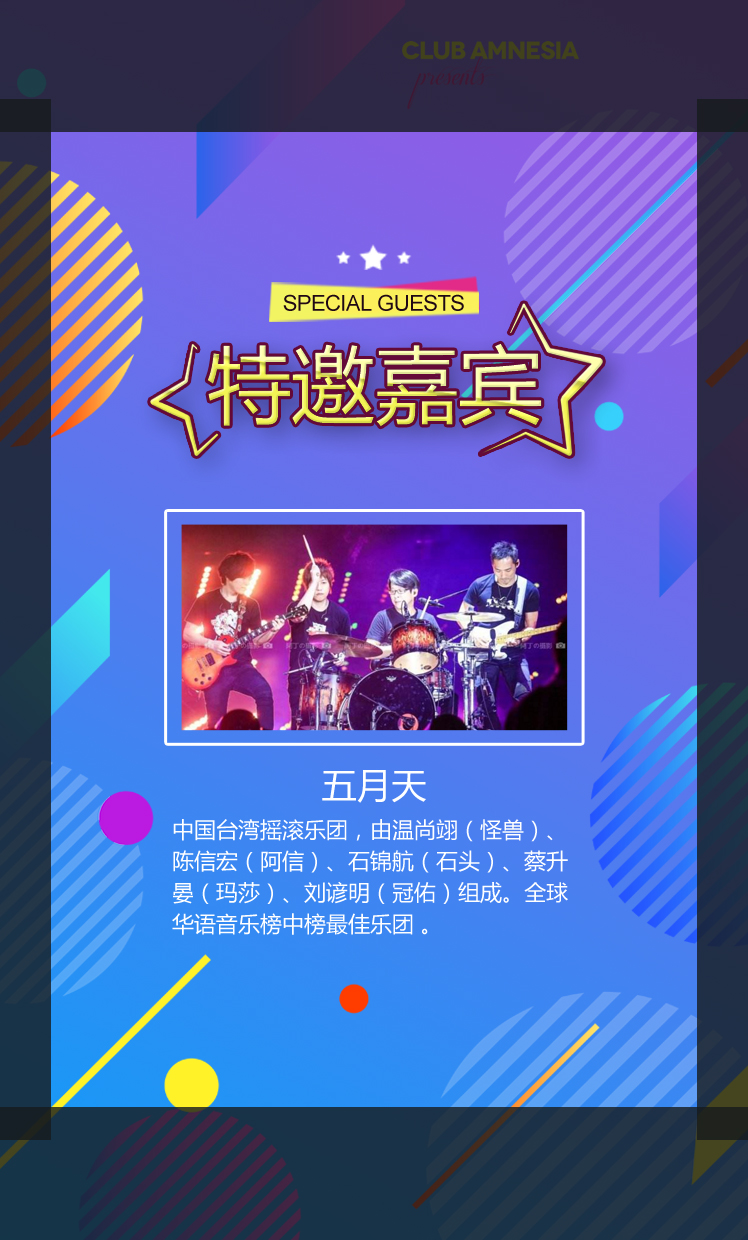 CLUB AMNESIA
presents
SPECIAL GUESTS
特邀嘉宾
五月天
中国台湾摇滚乐团，由温尚翊（怪兽）、
陈信宏（阿信）、石锦航（石头）、蔡升
晏（玛莎）、刘谚明（冠佑）组成。全球
华语音乐榜中榜最佳乐团 。